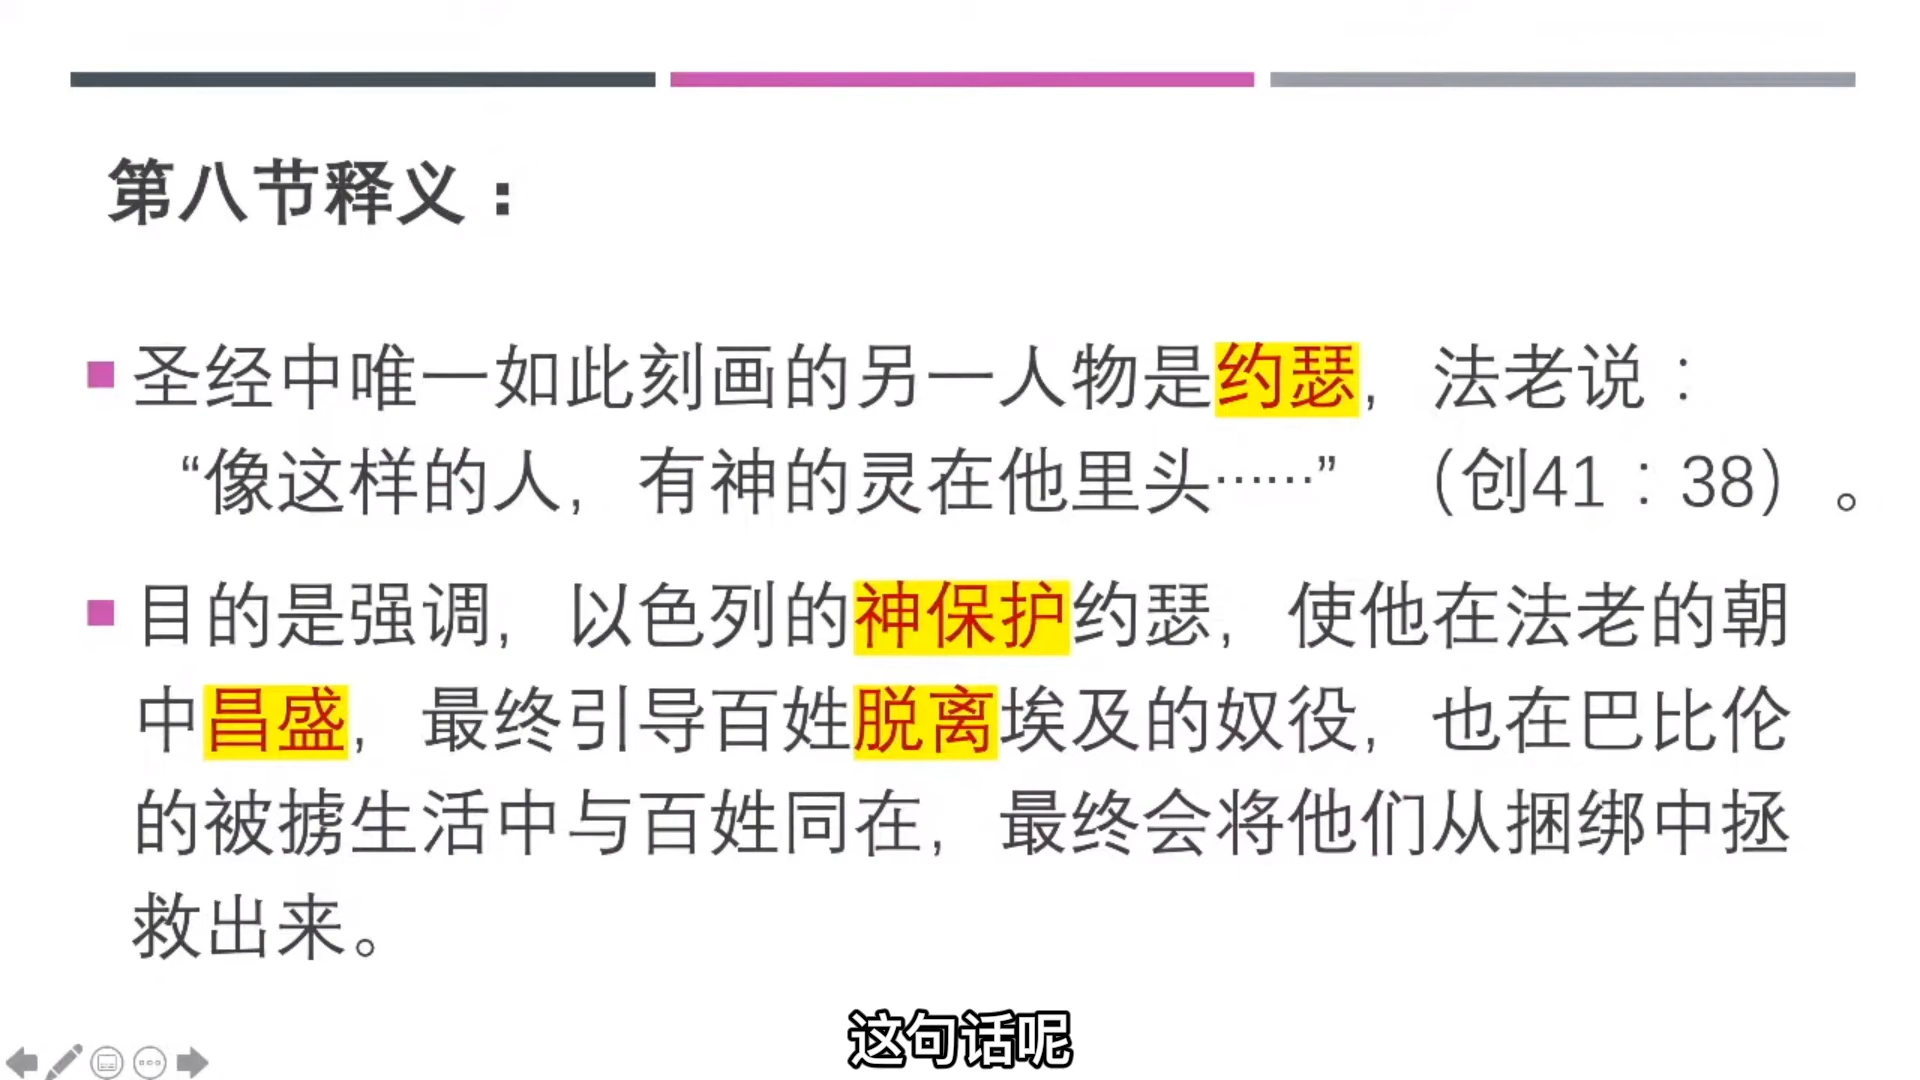 第八节释义：
圣经中唯一如此刻画的另一人物是约瑟，法老说：
“像这样的人，有神的灵在他里头……”（创41：38）。
目的是强调，以色列的神保护约瑟，使他在法老的朝
中昌盛，最终引导百姓脱离埃及的奴役，也在巴比伦
的被掳生活中与百姓同在，最终会将他们从捆绑中拯
救出来。
这句话呢